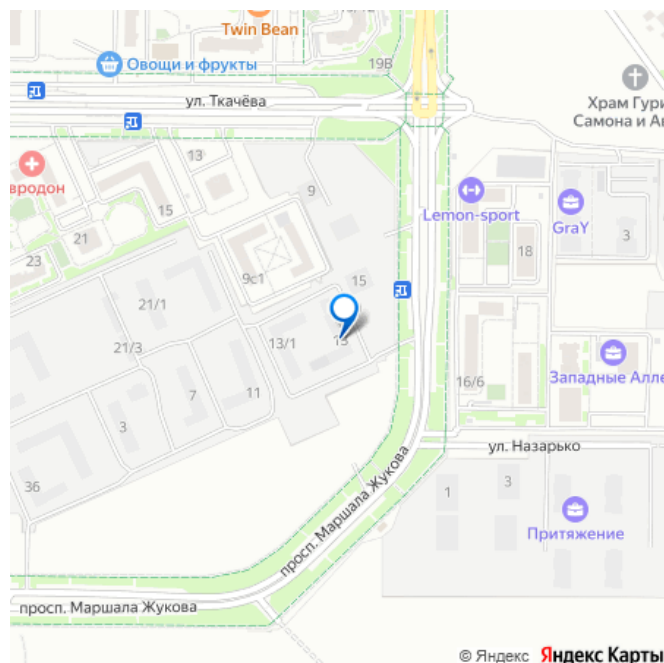 Twin Bean
Овощи и фрукты
19В
ул. Ткачёва
Храм Гури
Самона и Ав
13
вродон
9
15
Lemon-sport
GraY
3
21
23
18
9с1
15
21/1
13
13/1
21/3
Западные Алле
16/6
7
11
3
ул. Назарько
36
1
3
просп. Маршала Жукова
Притяжение
просп. Маршала Жукова
© Яндекс Яндекс Карты